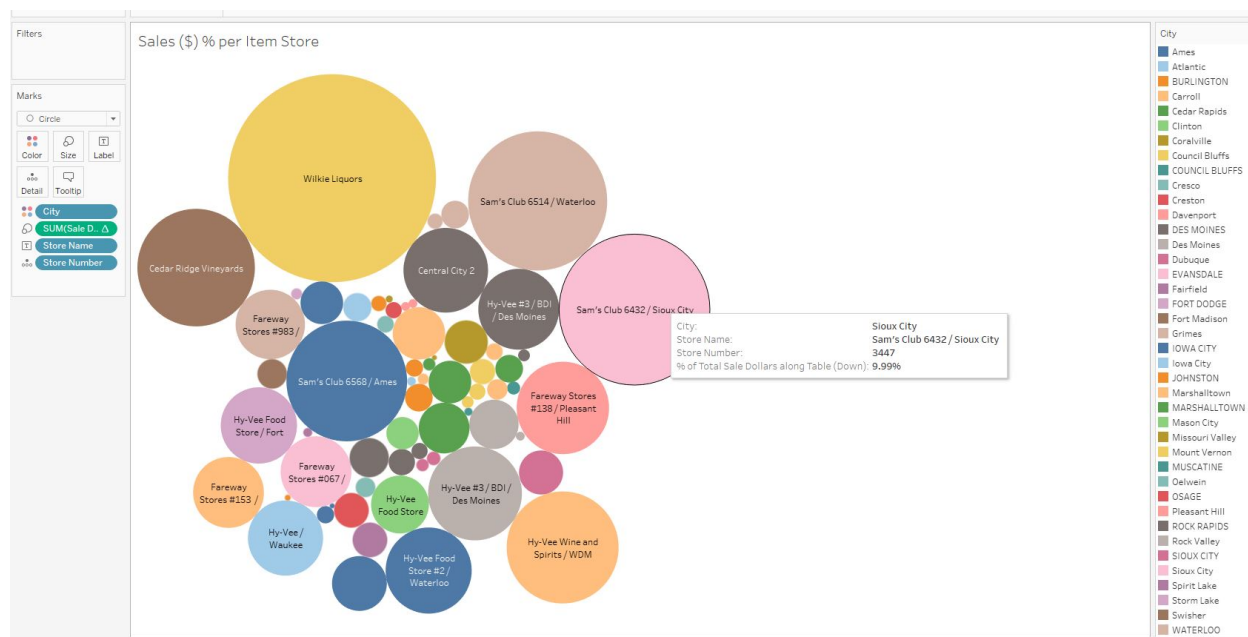 Filters
Marks
Circle
Color
Size
Label
Detail
Tooltip
City
SUM(Sale D..
Store Name
Store Number
Sales ($) % per Item Store
Wilkie Liquors
Sam's Club 6514 / Waterloo
Cedar Ridge Vineyards
Central City 2
Hy-Vee #3 / BDI
/ Des Moines
Sam's Club 6432 / Sioux City
City: Sioux City
Store Name: Sam's Club 6432 / Sioux City
Store Number: 3447
% of Total Sale Dollars along Table (Down): 9.99%
Fareway
Stores #983 /
Sam's Club 6568 / Ames
Fareway Stores
#138 / Pleasant
Hill
Hy-Vee Food
Store / Fort
Fareway
Stores #067 /
Fareway
Stores #153 /
Hy-Vee #3 / BDI /
Des Moines
Hy-Vee
Food Store
Hy-Vee /
Waukee
Hy-Vee Wine and
Spirits / WDM
Hy-Vee Food
Store #2 /
Waterloo
City
Ames
Atlantic
BURLINGTON
Carroll
Cedar Rapids
Clinton
Coralville
Council Bluffs
COUNCIL BLUFFS
Cresco
Creston
Davenport
DES MOINES
Des Moines
Dubuque
EVANSDALE
Fairfield
FORT DODGE
Fort Madison
Grimes
IOWA CITY
Iowa City
JOHNSTON
Marshalltown
MARSHALLTOWN
Mason City
Missouri Valley
Mount Vernon
MUSCATINE
Oelwein
OSAGE
Pleasant Hill
ROCK RAPIDS
Rock Valley
SIOUX CITY
Sioux City
Spirit Lake
Storm Lake
Swisher
WATERLOO